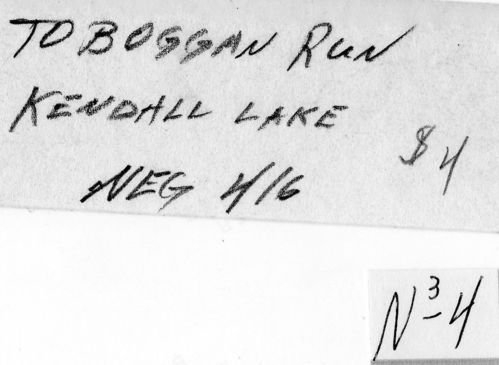 TOBOGGAN RUN
KENDALL LAKE
NEG 4/6
$4
N3-4